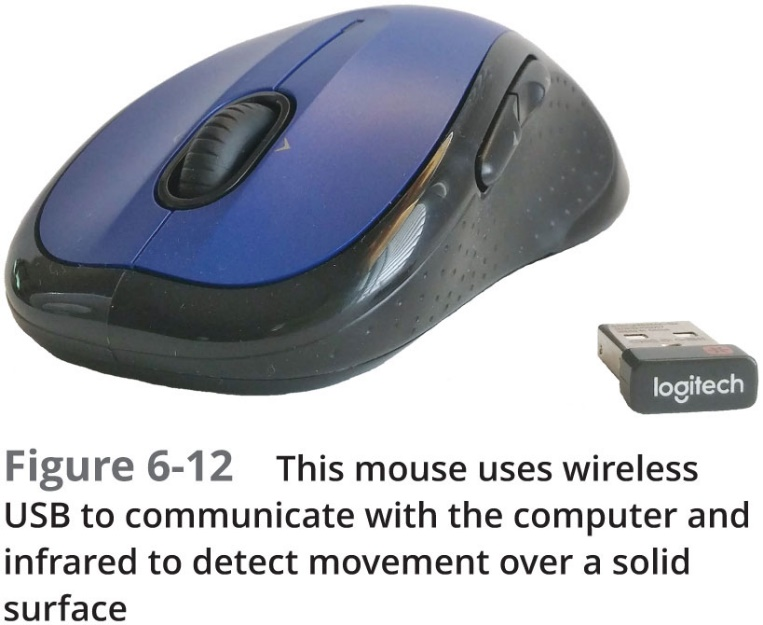 logitech
Figure 6-12 This mouse uses wireless
USB to communicate with the computer and
infrared to detect movement over a solid
surface